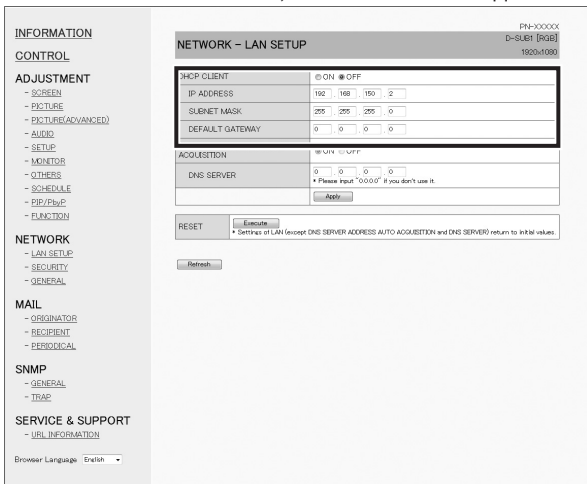 INFORMATION
CONTROL
ADJUSTMENT
- SCREEN
- PICTURE
- PICTURE(ADVANCED)
- AUDIO
- SETUP
- MONITOR
- OTHERS
- SCHEDULE
- PIP/PbyP
- FUNCTION
NETWORK
- LAN SETUP
- SECURITY
- GENERAL
MAIL
- ORIGINATOR
- RECIPIENT
- PERIODICAL
SNMP
- GENERAL
- TRAP
SERVICE & SUPPORT
- URL INFORMATION
Browser Language English
PN-XXXXX
NETWORK - LAN SETUP
D-SUB1 [RGB]
1920x1080
DHCP CLIENT ON OFF
IP ADDRESS 192 . 168 . 150 . 2
SUBNET MASK 255 . 255 . 255 . 0
DEFAULT GATEWAY 0 . 0 . 0 . 0
ACQUISITION ON OFF
DNS SERVER 0 . 0 . 0 . 0
* Please input "0.0.0.0" if you don't use it.
Apply
RESET Execute
* Settings of LAN (except DNS SERVER ADDRESS AUTO ACQUISITION and DNS SERVER) return to initial values.
Refresh